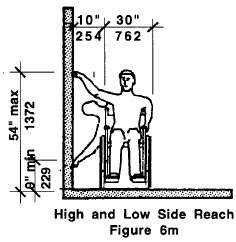 10" 30"
254 762
54" max
1372
9" min
229
High and Low Side Reach
Figure 6m